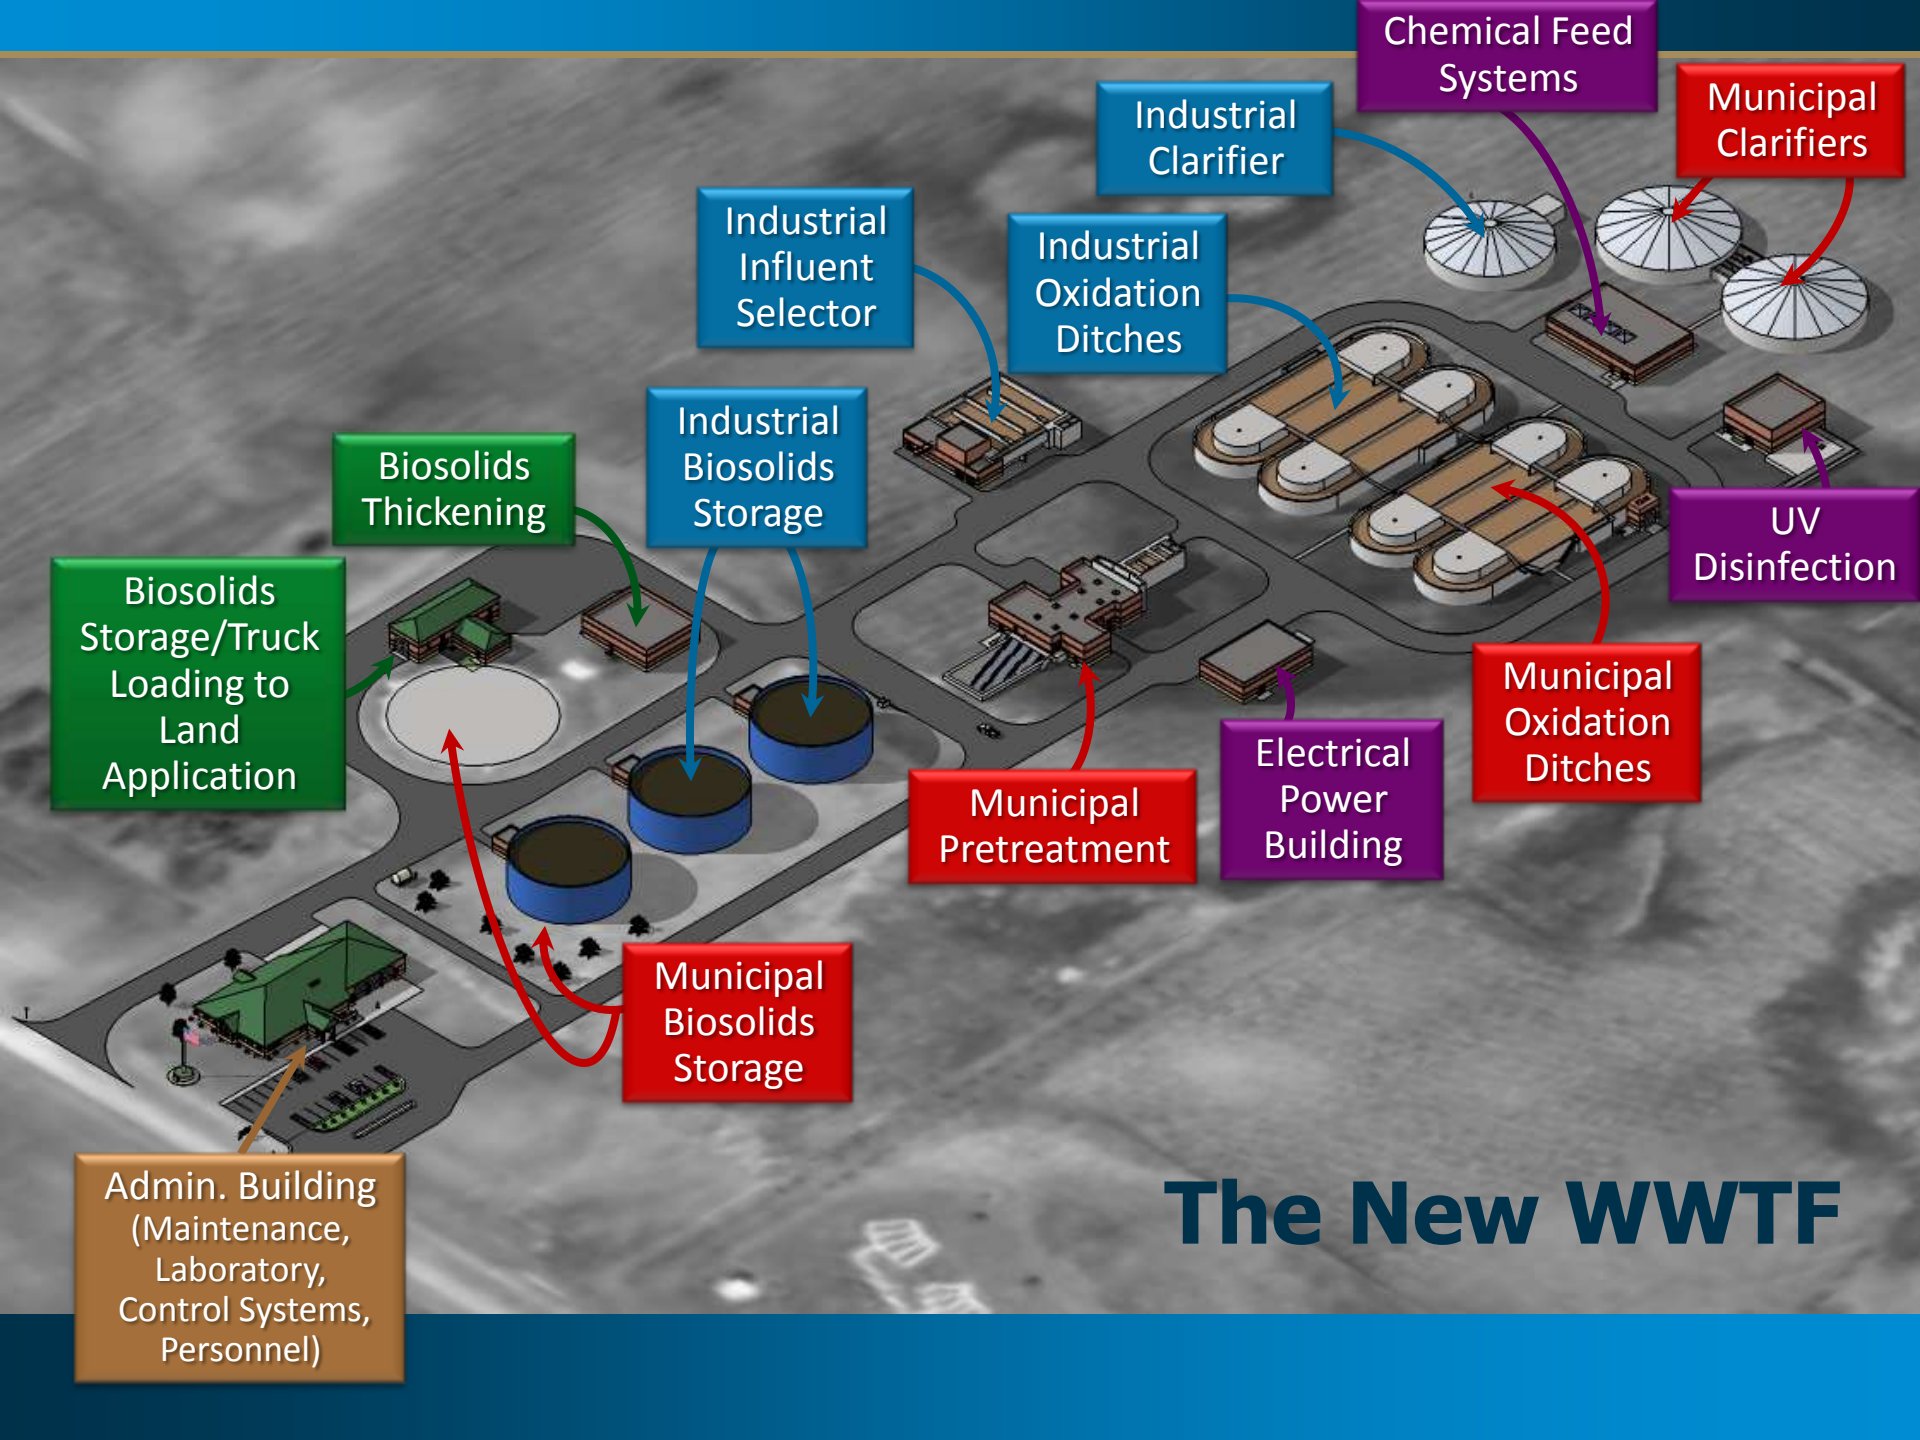 Chemical Feed
Systems
Municipal
Clarifiers
Industrial
Clarifier
Industrial
Influent
Selector
Industrial
Oxidation
Ditches
Industrial
Biosolids
Storage
Biosolids
Thickening
UV
Disinfection
Biosolids
Storage/Truck
Loading to
Land
Application
Municipal
Oxidation
Ditches
Electrical
Power
Building
Municipal
Pretreatment
Municipal
Biosolids
Storage
Admin. Building
(Maintenance,
Laboratory,
Control Systems,
Personnel)
The New WWTF